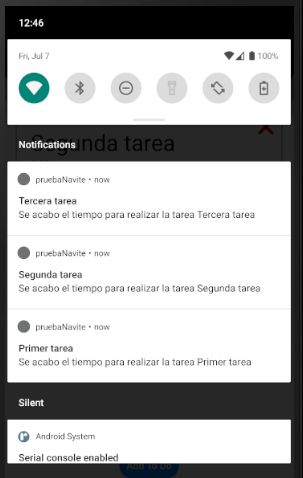 12:46
Fri, Jul 7
100%
Segunda tarea
Notifications
pruebaNavite • now
Tercera tarea
Se acabo el tiempo para realizar la tarea Tercera tarea
pruebaNavite • now
Segunda tarea
Se acabo el tiempo para realizar la tarea Segunda tarea
pruebaNavite • now
Primer tarea
Se acabo el tiempo para realizar la tarea Primer tarea
Silent
Android System
Serial console enabled
Add To Do